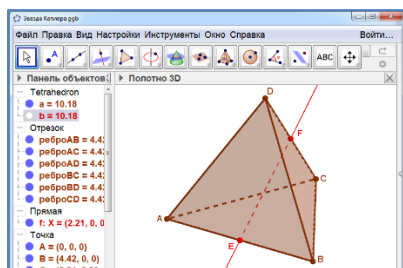 Звезда Кеплера.ggb
Файл Правка Вид Настройки Инструменты Окно Справка
Войти...
ABC
Панель объектов
Полотно 3D
Tetrahedron
a = 10.18
b = 10.18
Отрезок
реброAB = 4.42
реброAC = 4.42
реброAD = 4.42
реброBC = 4.42
реброBD = 4.42
реброCD = 4.42
Прямая
f: X = (2.21, 0, 0)
Точка
A = (0, 0, 0)
B = (4.42, 0, 0)
D
F
C
A
E
B